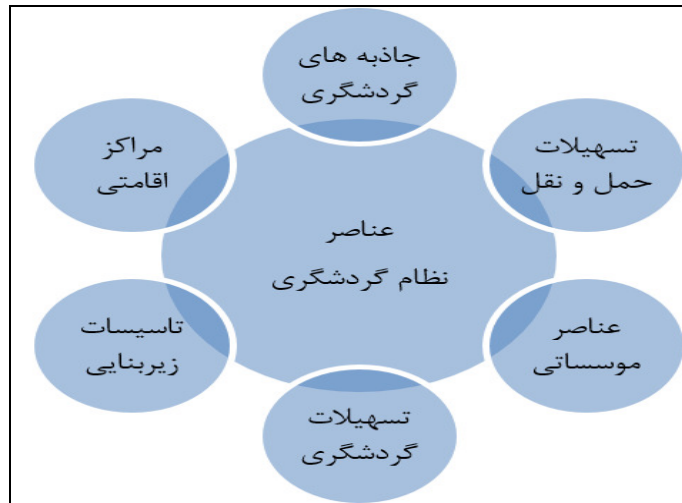 جاذبه های
گردشگری
تسهیلات
حمل و نقل
مراکز
اقامتی
عناصر
نظام گردشگری
عناصر
موسساتی
تاسیسات
زیربنایی
تسهیلات
گردشگری